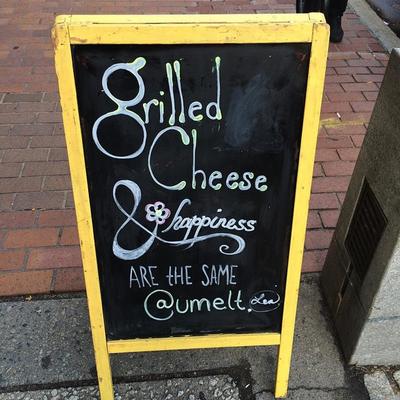 grilled
Cheese
& happiness
ARE THE SAME
@umelt.
Lea